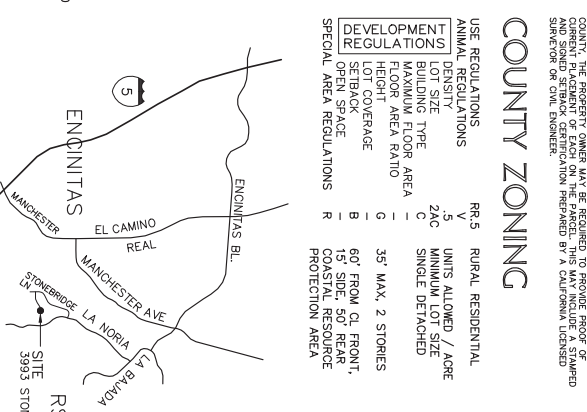 COUNTY, THE PROPERTY OWNER MAY BE REQUIRED TO PROVIDE PROOF OF
CURRENT PLACEMENT OF EACH ON THE PARCEL. THIS MAY INCLUDE A STAMPED
AND SIGNED SETBACK CERTIFICATION PREPARED BY A CALIFORNIA LICENSED
SURVEYOR OR CIVIL ENGINEER.
COUNTY ZONING
USE REGULATIONS RR.5 RURAL RESIDENTIAL
ANIMAL REGULATIONS V
DEVELOPMENT REGULATIONS
DENSITY .5 UNITS ALLOWED / ACRE
LOT SIZE 2AC MINIMUM LOT SIZE
BUILDING TYPE C SINGLE DETACHED
MAXIMUM FLOOR AREA -
FLOOR AREA RATIO -
HEIGHT G 35' MAX, 2 STORIES
LOT COVERAGE -
SETBACK B 60' FROM CL FRONT,
15' SIDE, 50' REAR
OPEN SPACE -
SPECIAL AREA REGULATIONS R COASTAL RESOURCE
PROTECTION AREA
5
ENCINITAS
ENCINITAS BL.
MANCHESTER
EL CAMINO
REAL
MANCHESTER AVE
STONEBRIDGE
LN
LA NORIA
LA BAJADA
SITE
3993 STON
RS